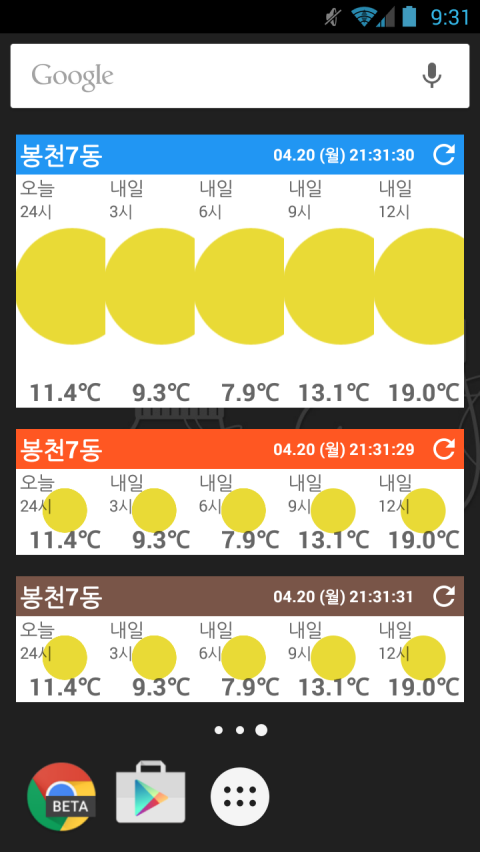 9:31
Google
봉천7동 04.20 (월) 21:31:30
오늘 내일 내일 내일 내일
24시 3시 6시 9시 12시
11.4℃ 9.3℃ 7.9℃ 13.1℃ 19.0℃
봉천7동 04.20 (월) 21:31:29
오늘 내일 내일 내일 내일
24시 3시 6시 9시 12시
11.4℃ 9.3℃ 7.9℃ 13.1℃ 19.0℃
봉천7동 04.20 (월) 21:31:31
오늘 내일 내일 내일 내일
24시 3시 6시 9시 12시
11.4℃ 9.3℃ 7.9℃ 13.1℃ 19.0℃
BETA